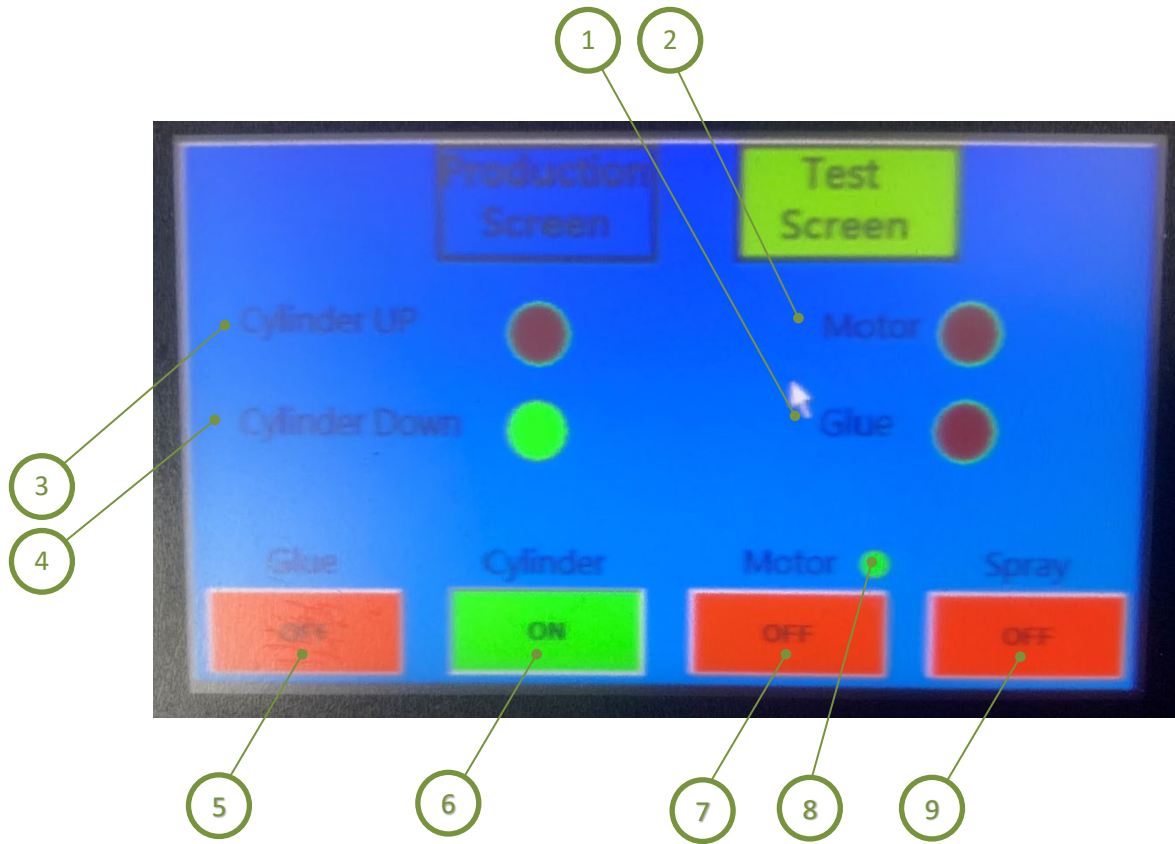 1 2
Production
Screen
Test
Screen
Cylinder UP
Motor
Cylinder Down
Glue
3
4
Glue
Cylinder
Motor
Spray
OFF
ON
OFF
OFF
5
6
7
8
9